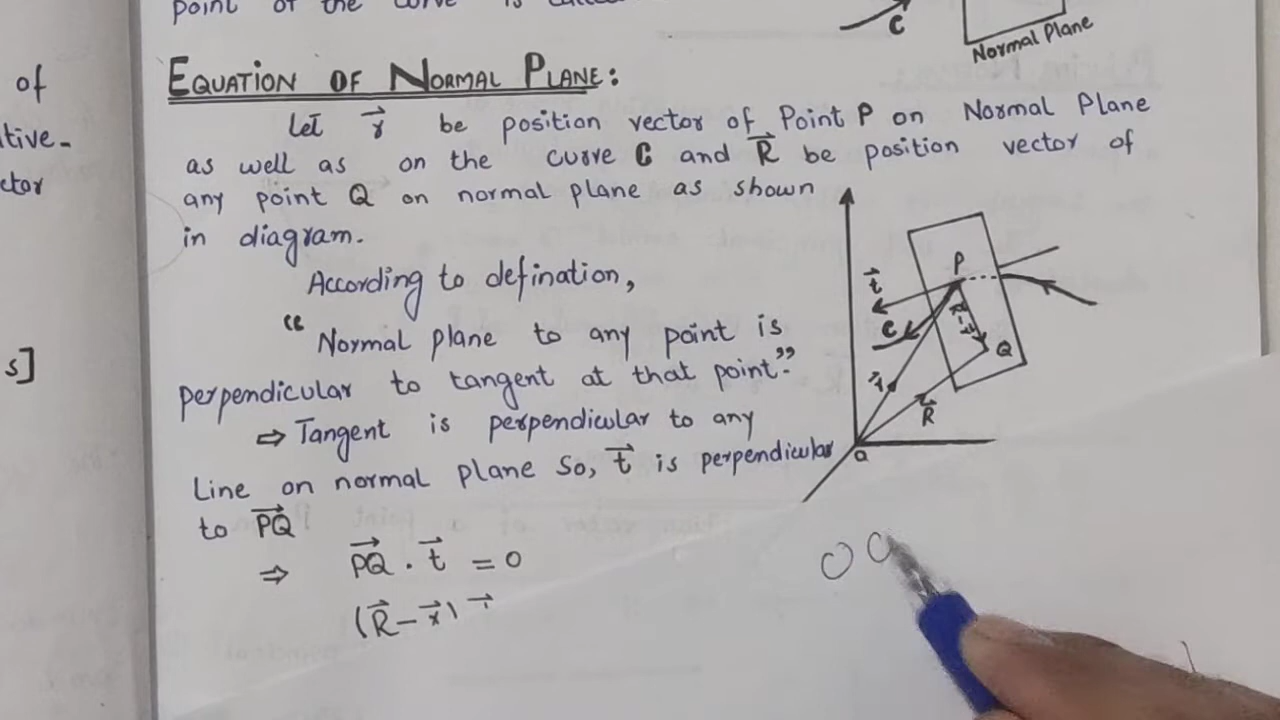 point of the curve is called
C
Normal Plane
of
tive-
ctor
s]
EQUATION OF NORMAL PLANE:
Let r⃗ be position vector of Point P on Normal Plane
as well as on the curve C and R⃗ be position vector of
any point Q on normal plane as shown
in diagram.
According to defination,
"Normal plane to any point is
perpendicular to tangent at that point."
⇒ Tangent is perpendicular to any
Line on normal plane So, t⃗ is perpendicular
to PQ⃗
⇒ PQ⃗ . t⃗ = 0
(R⃗ - r⃗)
P
t⃗
C
R⃗-r⃗
Q
r⃗
R⃗
O